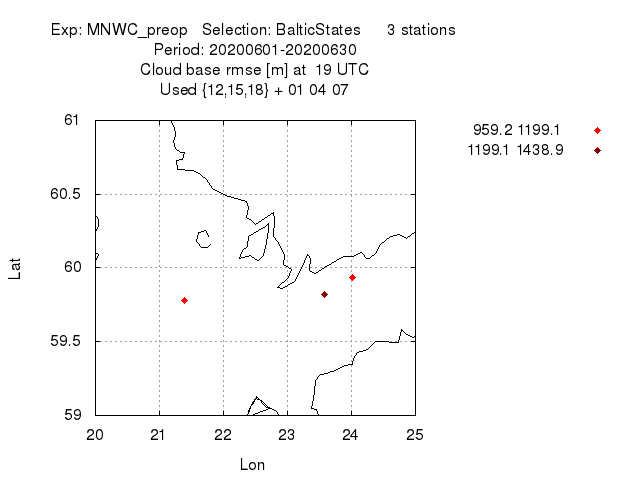 Exp: MNWC_preop Selection: BalticStates 3 stations
Period: 20200601-20200630
Cloud base rmse [m] at 19 UTC
Used {12,15,18} + 01 04 07
959.2 1199.1
1199.1 1438.9
61
60.5
60
59.5
59
Lat
20 21 22 23 24 25
Lon